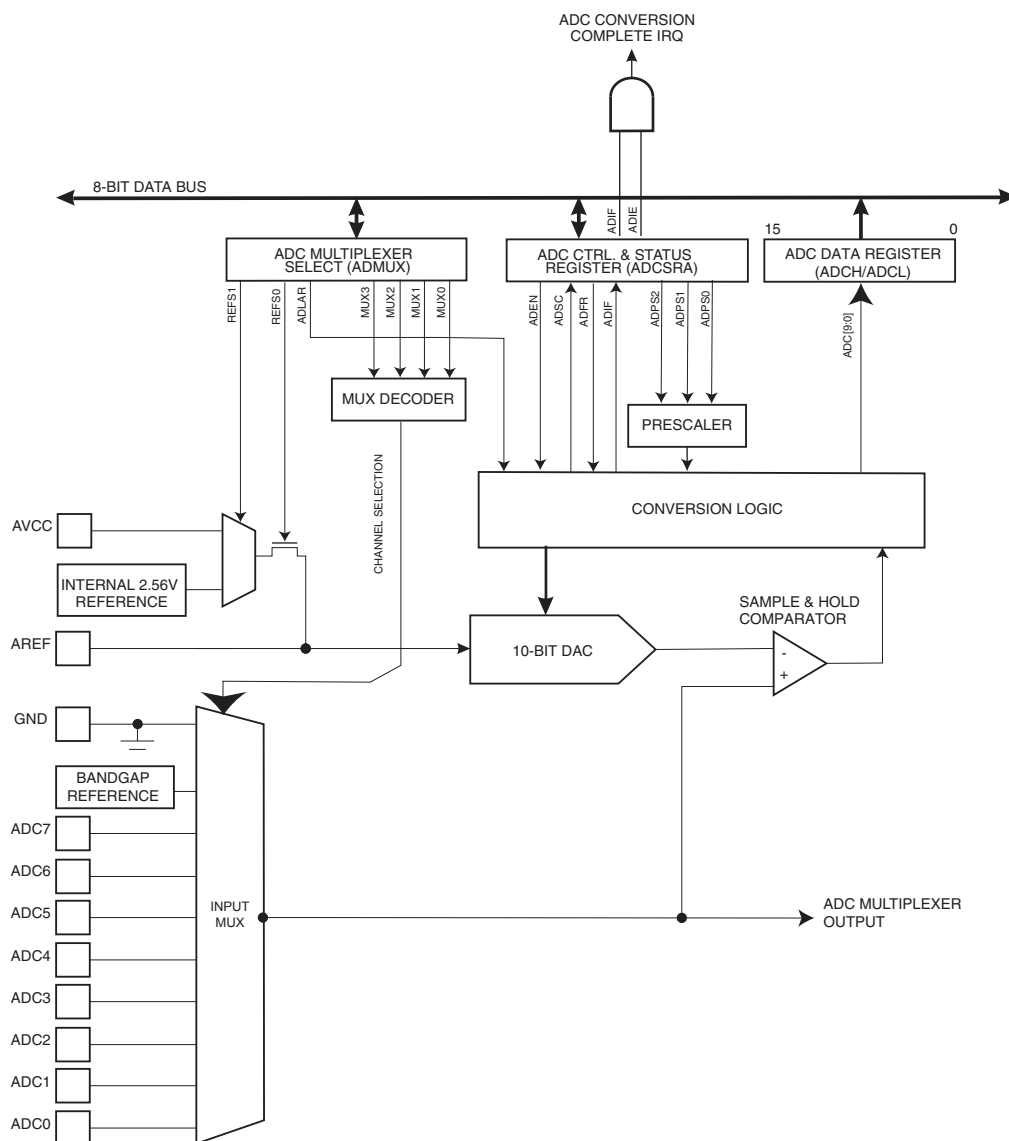 ADC CONVERSION
COMPLETE IRQ
8-BIT DATA BUS
ADIF
ADIE
15
0
ADC MULTIPLEXER
SELECT (ADMUX)
ADC CTRL. & STATUS
REGISTER (ADCSRA)
ADC DATA REGISTER
(ADCH/ADCL)
REFS1
REFS0
ADLAR
MUX3
MUX2
MUX1
MUX0
ADEN
ADSC
ADFR
ADIF
ADPS2
ADPS1
ADPS0
ADC[9:0]
MUX DECODER
PRESCALER
CHANNEL SELECTION
CONVERSION LOGIC
AVCC
INTERNAL 2.56V
REFERENCE
SAMPLE & HOLD
COMPARATOR
AREF
10-BIT DAC
-
+
GND
BANDGAP
REFERENCE
ADC7
ADC6
ADC5
INPUT
MUX
ADC MULTIPLEXER
OUTPUT
ADC4
ADC3
ADC2
ADC1
ADC0